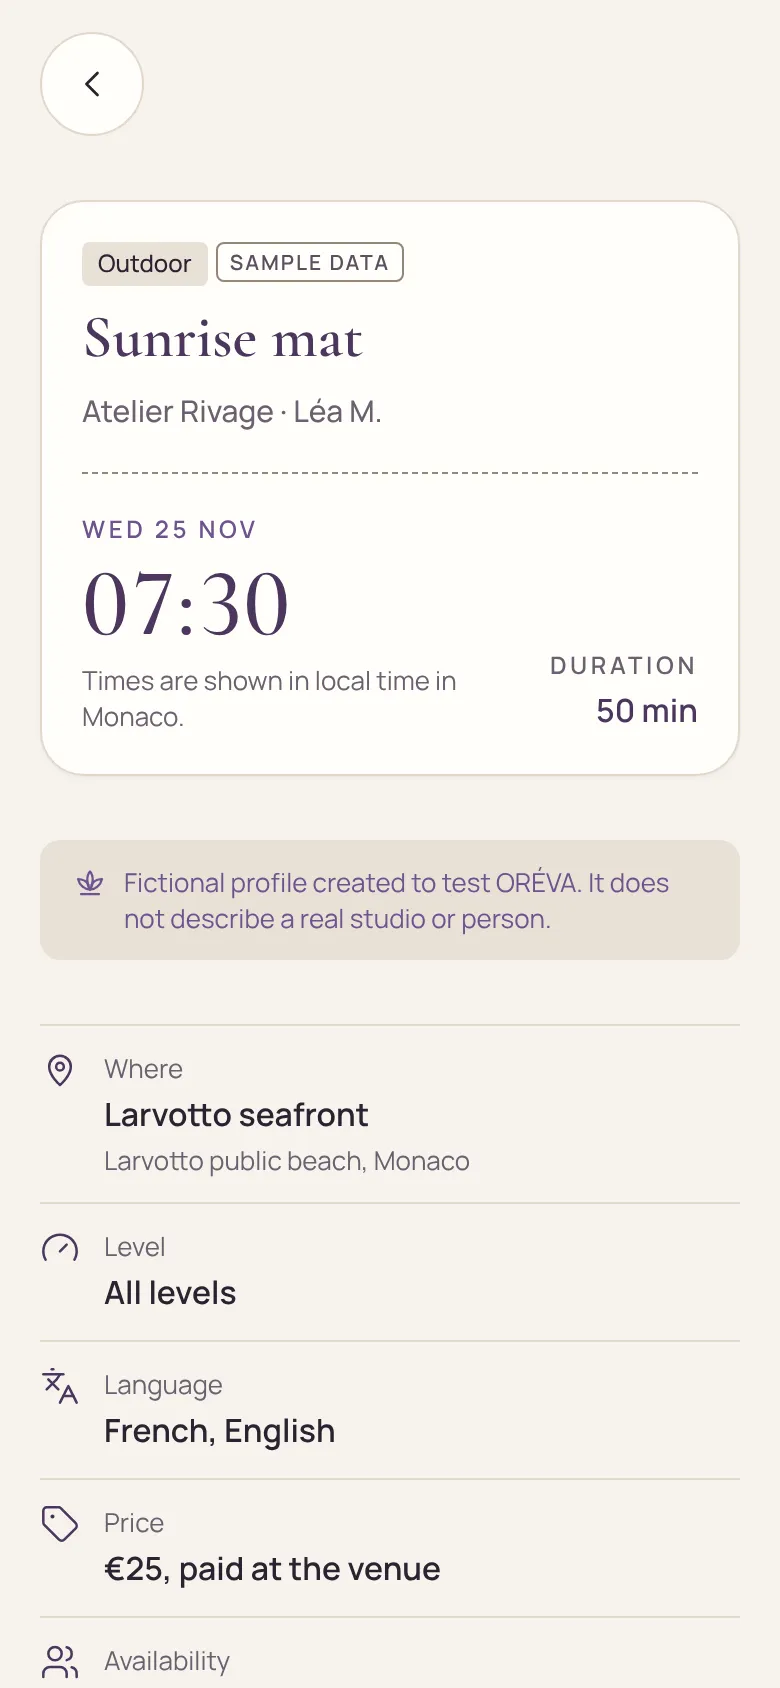 Outdoor
SAMPLE DATA
Sunrise mat
Atelier Rivage · Léa M.
WED 25 NOV
07:30
Times are shown in local time in
Monaco.
DURATION
50 min
Fictional profile created to test ORÉVA. It does
not describe a real studio or person.
Where
Larvotto seafront
Larvotto public beach, Monaco
Level
All levels
Language
French, English
Price
€25, paid at the venue
Availability